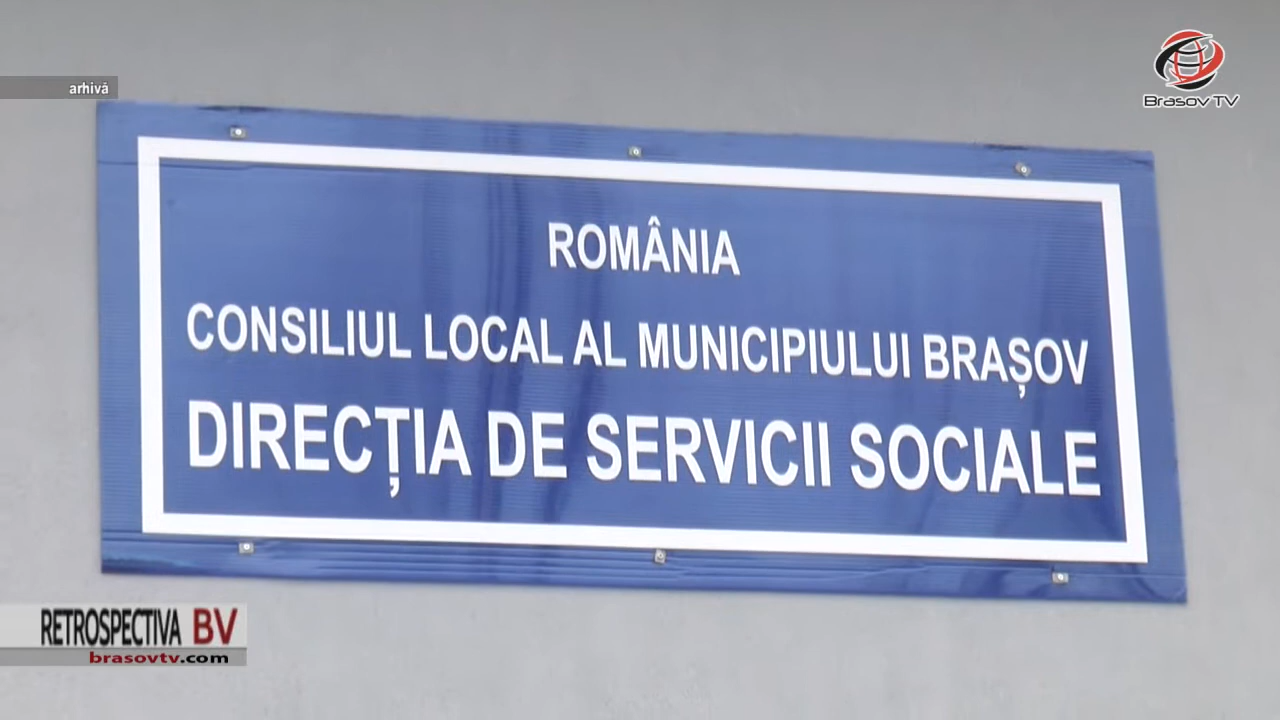 arhivă
Brasov TV
ROMÂNIA
CONSILIUL LOCAL AL MUNICIPIULUI BRAȘOV
DIRECȚIA DE SERVICII SOCIALE
RETROSPECTIVA BV
brasovtv.com